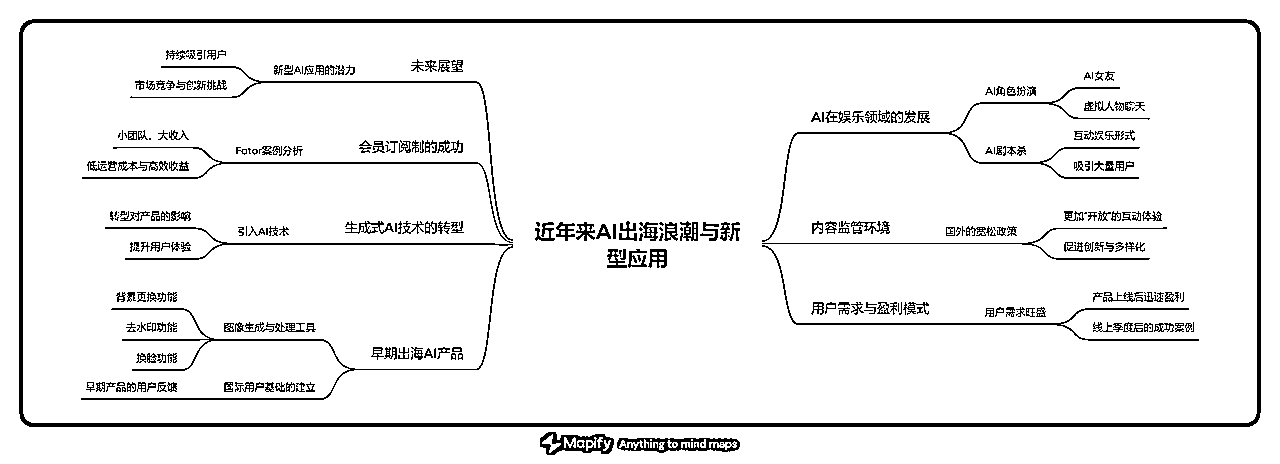 近年来AI出海浪潮与新
型应用
未来展望
新型AI应用的潜力
持续吸引用户
市场竞争与创新挑战
会员订阅制的成功
Fotor案例分析
小团队,大收入
低运营成本与高效收益
生成式AI技术的转型
引入AI技术
转型对产品的影响
提升用户体验
早期出海AI产品
图像生成与处理工具
背景更换功能
去水印功能
换脸功能
国际用户基础的建立
早期产品的用户反馈
AI在娱乐领域的发展
AI角色扮演
AI女友
虚拟人物聊天
AI剧本杀
互动娱乐形式
吸引大量用户
内容监管环境
国外的宽松政策
更加"开放"的互动体验
促进创新与多样化
用户需求与盈利模式
用户需求旺盛
产品上线后迅速盈利
线上季度后的成功案例
Mapify Anything to mind maps